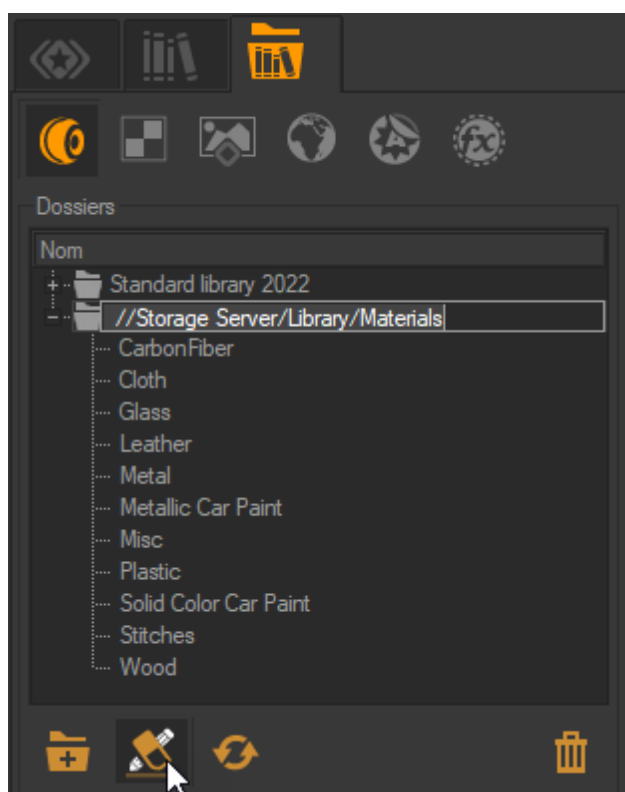 Dossiers
Nom
Standard library 2022
//Storage Server/Library/Materials
CarbonFiber
Cloth
Glass
Leather
Metal
Metallic Car Paint
Misc
Plastic
Solid Color Car Paint
Stitches
Wood